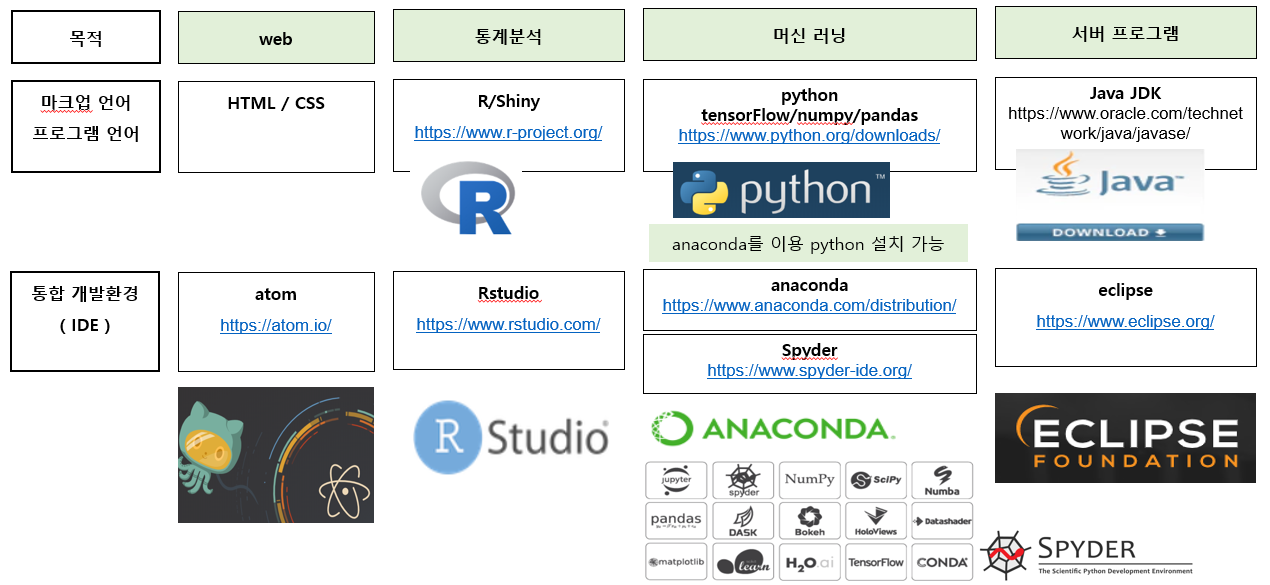 목적
web
통계분석
머신 러닝
서버 프로그램
마크업 언어
프로그램 언어
HTML / CSS
R/Shiny
https://www.r-project.org/
python
tensorFlow/numpy/pandas
https://www.python.org/downloads/
Java JDK
https://www.oracle.com/technet
work/java/javase/
R
python™
Java™
DOWNLOAD
anaconda를 이용 python 설치 가능
통합 개발환경
( IDE )
atom
https://atom.io/
Rstudio
https://www.rstudio.com/
anaconda
https://www.anaconda.com/distribution/
Spyder
https://www.spyder-ide.org/
eclipse
https://www.eclipse.org/
R Studio®
ANACONDA.
ECLIPSE
FOUNDATION
jupyter
spyder
NumPy
SciPy
Numba
pandas
DASK
Bokeh
HoloViews
Datashader
matplotlib
learn
H2O.ai
TensorFlow
CONDA
SPYDER
The Scientific Python Development Environment